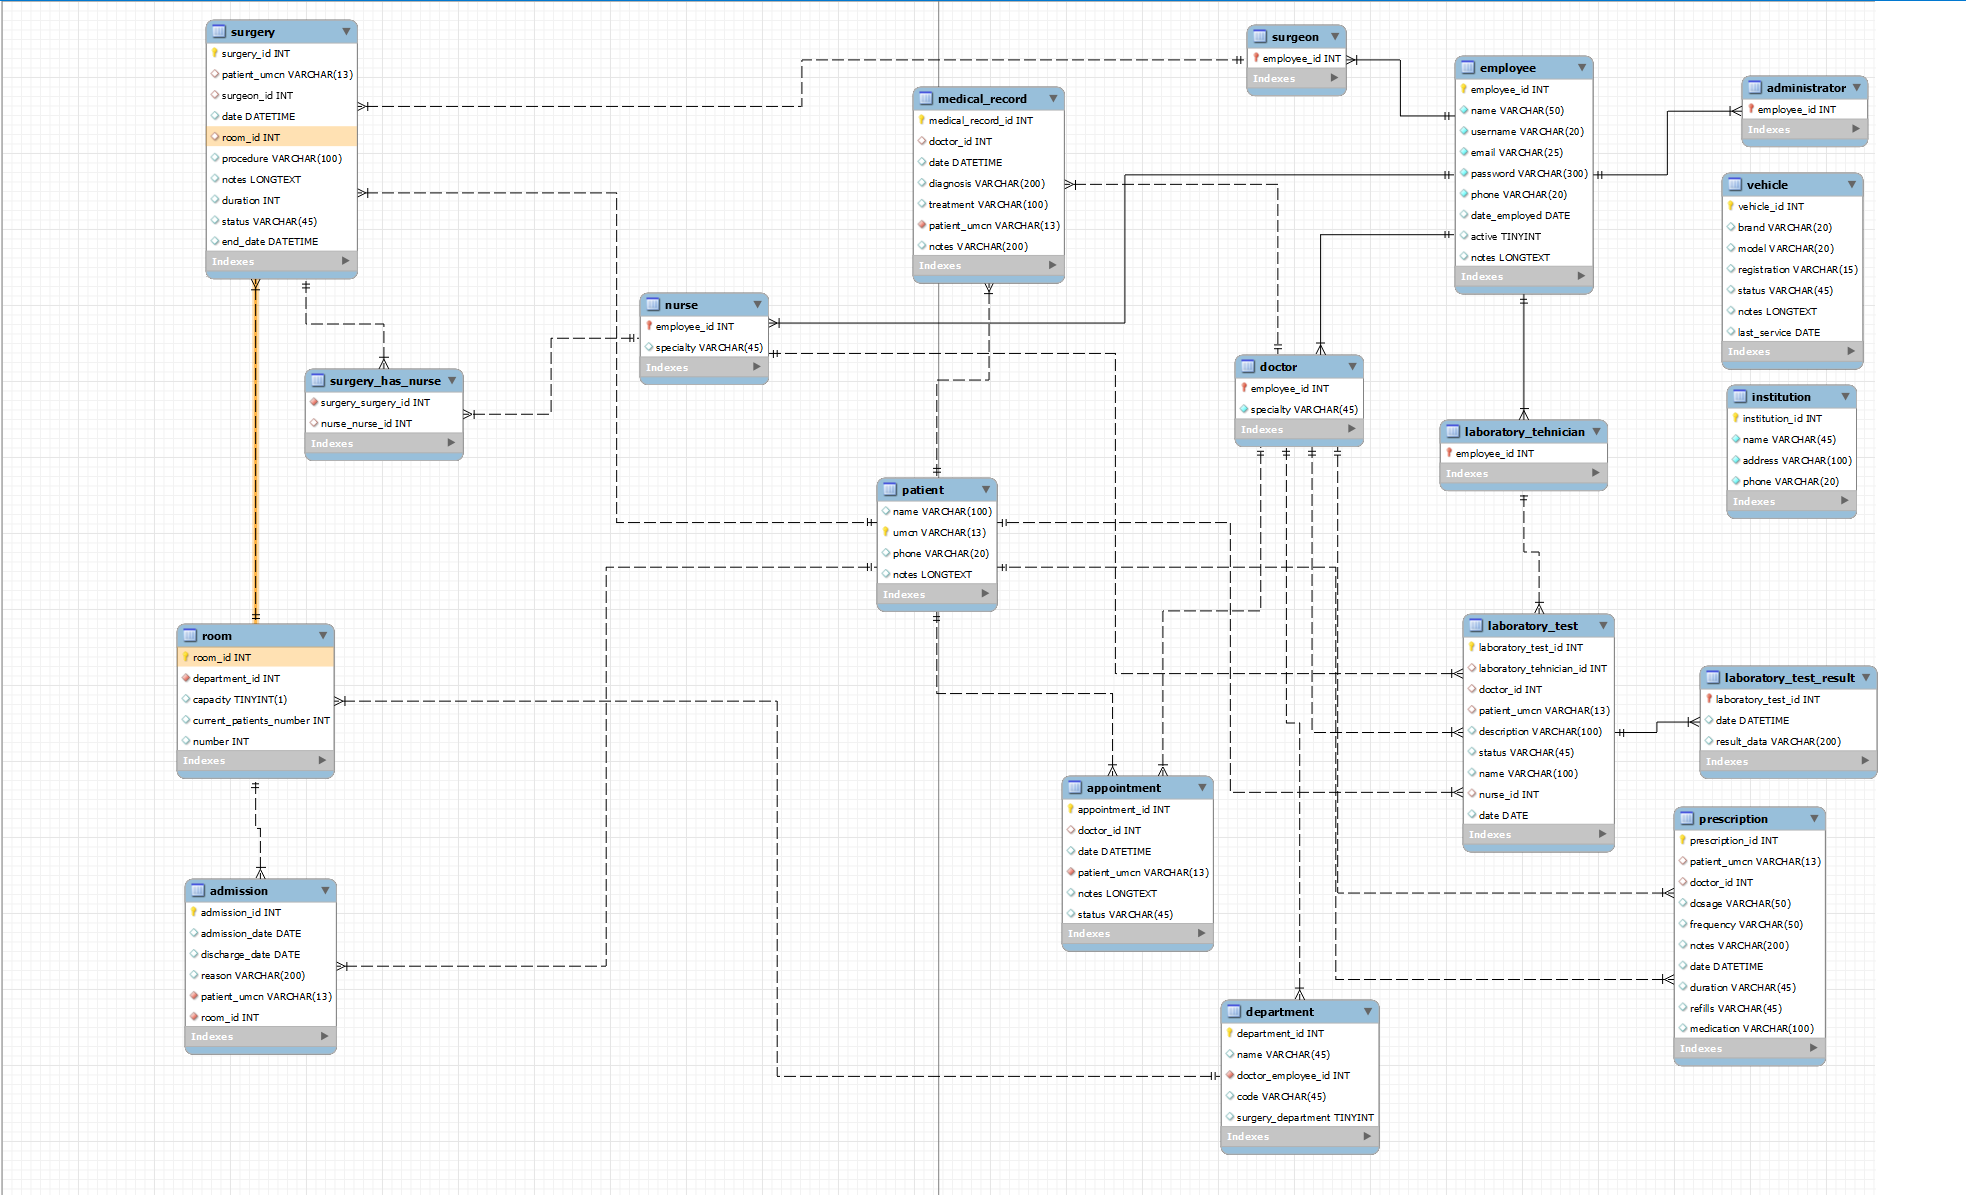 surgery
surgery_id INT
patient_umcn VARCHAR(13)
surgeon_id INT
date DATETIME
room_id INT
procedure VARCHAR(100)
notes LONGTEXT
duration INT
status VARCHAR(45)
end_date DATETIME
Indexes
surgeon
employee_id INT
Indexes
employee
employee_id INT
name VARCHAR(50)
username VARCHAR(20)
email VARCHAR(25)
password VARCHAR(300)
phone VARCHAR(20)
date_employed DATE
active TINYINT
notes LONGTEXT
Indexes
administrator
employee_id INT
Indexes
medical_record
medical_record_id INT
doctor_id INT
date DATETIME
diagnosis VARCHAR(200)
treatment VARCHAR(100)
patient_umcn VARCHAR(13)
notes VARCHAR(200)
Indexes
vehicle
vehicle_id INT
brand VARCHAR(20)
model VARCHAR(20)
registration VARCHAR(15)
status VARCHAR(45)
notes LONGTEXT
last_service DATE
Indexes
nurse
employee_id INT
specialty VARCHAR(45)
Indexes
surgery_has_nurse
surgery_surgery_id INT
nurse_nurse_id INT
Indexes
doctor
employee_id INT
specialty VARCHAR(45)
Indexes
institution
institution_id INT
name VARCHAR(45)
address VARCHAR(100)
phone VARCHAR(20)
Indexes
laboratory_tehnician
employee_id INT
Indexes
patient
name VARCHAR(100)
umcn VARCHAR(13)
phone VARCHAR(20)
notes LONGTEXT
Indexes
room
room_id INT
department_id INT
capacity TINYINT(1)
current_patients_number INT
number INT
Indexes
laboratory_test
laboratory_test_id INT
laboratory_tehnician_id INT
doctor_id INT
patient_umcn VARCHAR(13)
description VARCHAR(100)
status VARCHAR(45)
name VARCHAR(100)
nurse_id INT
date DATE
Indexes
laboratory_test_result
laboratory_test_id INT
date DATETIME
result_data VARCHAR(200)
Indexes
appointment
appointment_id INT
doctor_id INT
date DATETIME
patient_umcn VARCHAR(13)
notes LONGTEXT
status VARCHAR(45)
Indexes
prescription
prescription_id INT
patient_umcn VARCHAR(13)
doctor_id INT
dosage VARCHAR(50)
frequency VARCHAR(50)
notes VARCHAR(200)
date DATETIME
duration VARCHAR(45)
refills VARCHAR(45)
medication VARCHAR(100)
Indexes
admission
admission_id INT
admission_date DATE
discharge_date DATE
reason VARCHAR(200)
patient_umcn VARCHAR(13)
room_id INT
Indexes
department
department_id INT
name VARCHAR(45)
doctor_employee_id INT
code VARCHAR(45)
surgery_department TINYINT
Indexes